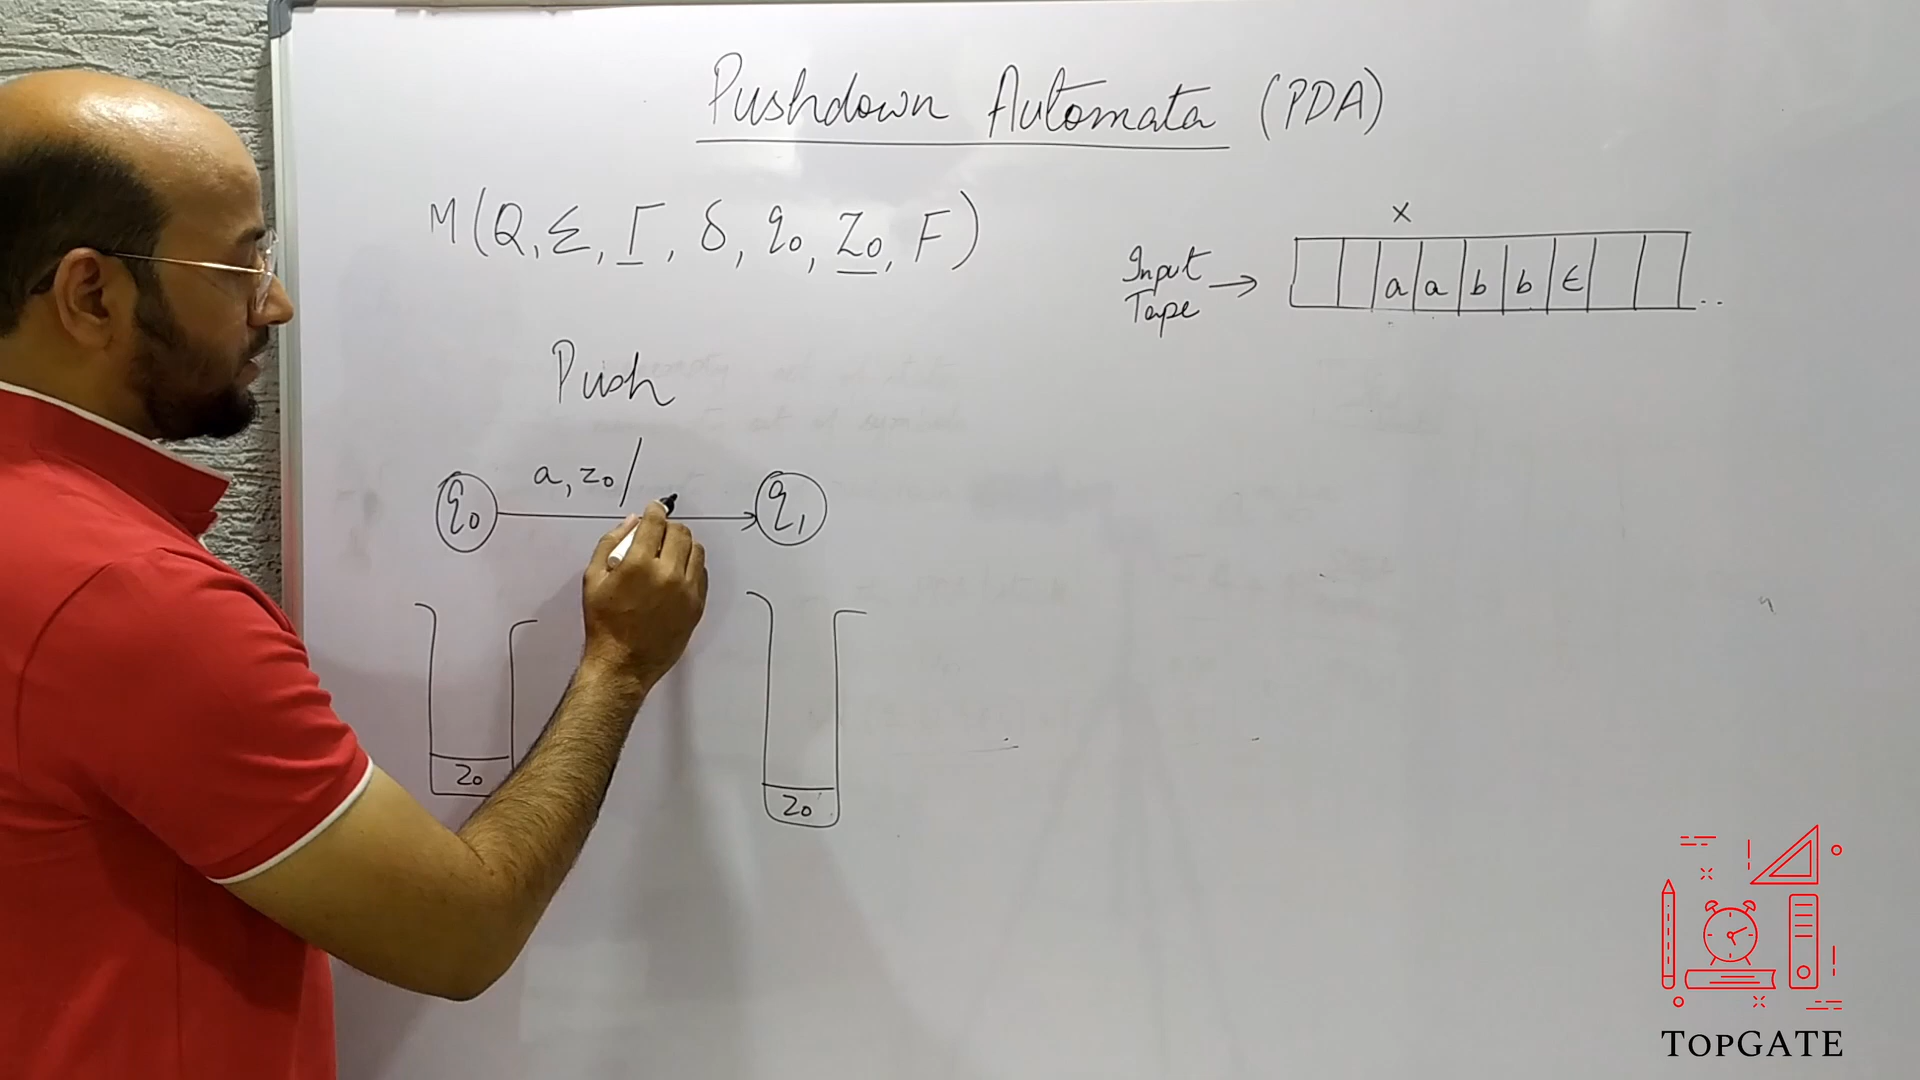 Pushdown Automata (PDA)
M(Q, Σ, Γ, δ, q₀, Z₀, F)
x
Input Tape → a a b b ε ..
Push
q₀ a, z₀/ q₁
Z₀ Z₀
TOPGATE